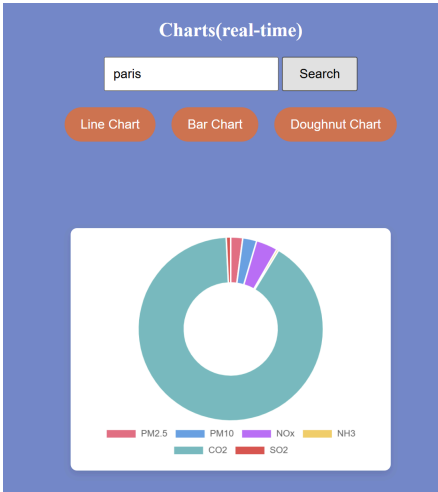 Charts(real-time)
paris Search
Line Chart Bar Chart Doughnut Chart
PM2.5 PM10 NOx NH3
CO2 SO2